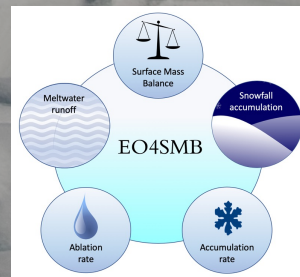 Surface Mass
Balance
Meltwater
runoff
Snowfall
accumulation
EO4SMB
Ablation
rate
Accumulation
rate